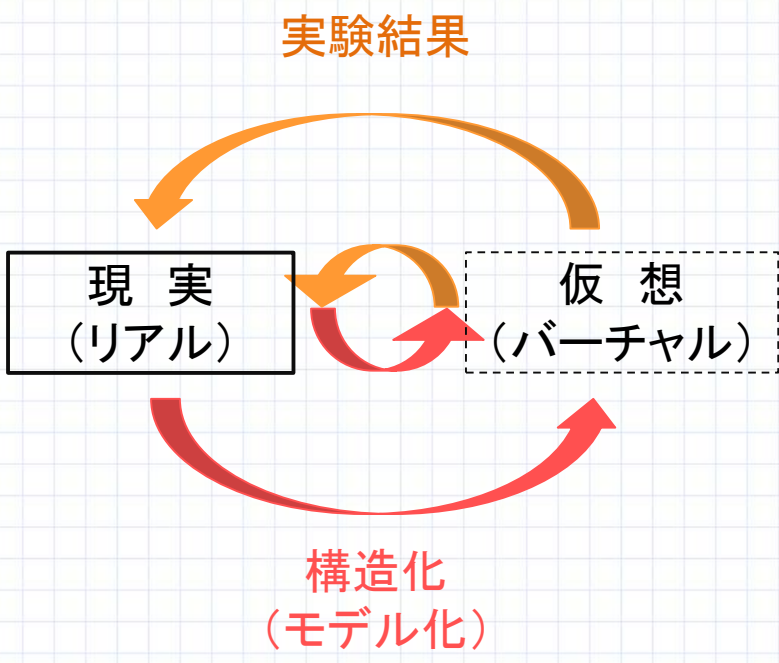 実験結果
現　実
（リアル）
仮　想
（バーチャル）
構造化
（モデル化）